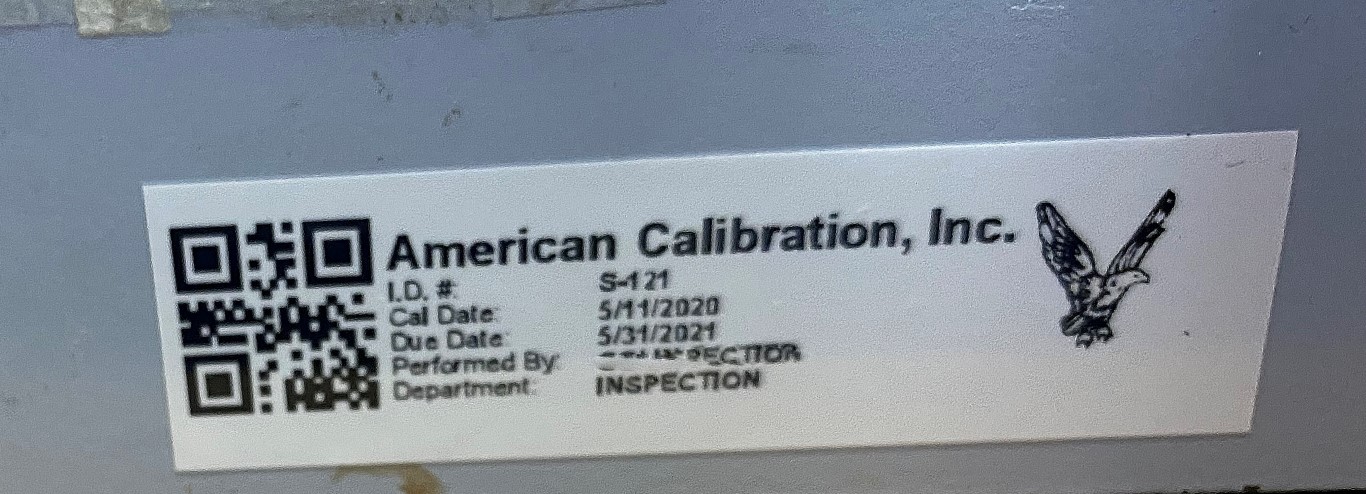 American Calibration, Inc.
I.D. #: S-121
Cal Date: 5/11/2020
Due Date: 5/31/2021
Performed By:
Department: INSPECTION